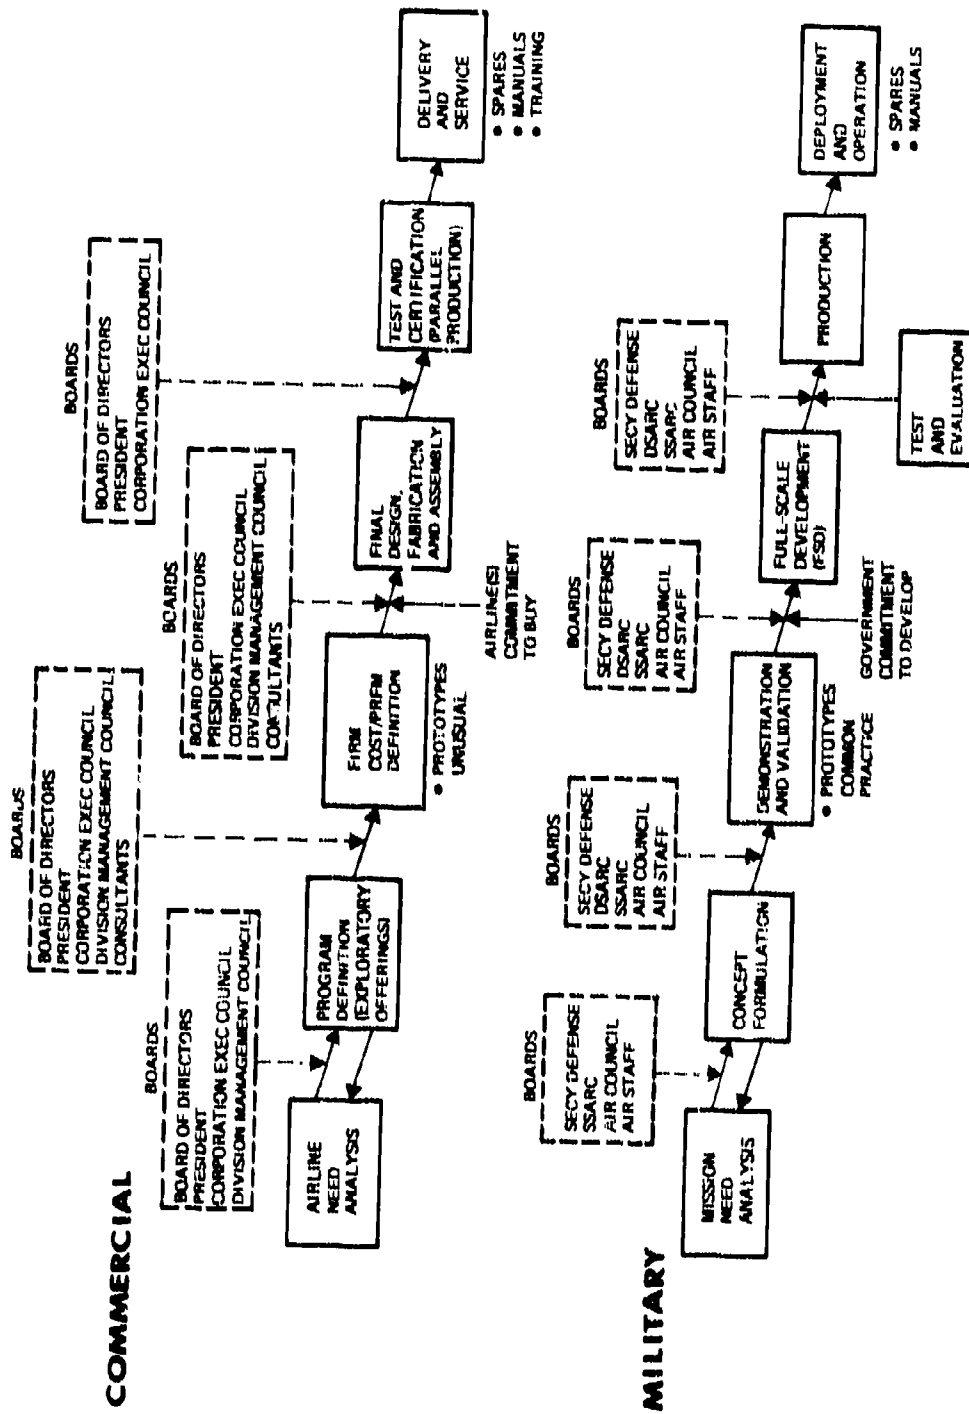 COMMERCIAL
BOARDS
BOARD OF DIRECTORS
PRESIDENT
CORPORATION EXEC COUNCIL
DIVISION MANAGEMENT COUNCIL
BOARDS
BOARD OF DIRECTORS
PRESIDENT
CORPORATION EXEC COUNCIL
DIVISION MANAGEMENT COUNCIL
CONSULTANTS
BOARDS
BOARD OF DIRECTORS
PRESIDENT
CORPORATION EXEC COUNCIL
DIVISION MANAGEMENT COUNCIL
CONSULTANTS
BOARDS
BOARD OF DIRECTORS
PRESIDENT
CORPORATION EXEC COUNCIL
AIRLINE
NEED
ANALYSIS
PROGRAM
DEFINITION
(EXPLORATORY
OFFERINGS)
FIRM
COST/PRFM
DEFINITION
• PROTOTYPES
UNUSUAL
AIRLINE(S)
COMMITMENT
TO BUY
FINAL
DESIGN,
FABRICATION
AND ASSEMBLY
TEST AND
CERTIFICATION
(PARALLEL
PRODUCTION)
DELIVERY
AND
SERVICE
• SPARES
• MANUALS
• TRAINING
MILITARY
BOARDS
SECY DEFENSE
SSARC
AIR COUNCIL
AIR STAFF
BOARDS
SECY DEFENSE
DSARC
SSARC
AIR COUNCIL
AIR STAFF
BOARDS
SECY DEFENSE
DSARC
SSARC
AIR COUNCIL
AIR STAFF
BOARDS
SECY DEFENSE
DSARC
SSARC
AIR COUNCIL
AIR STAFF
MISSION
NEED
ANALYSIS
CONCEPT
FORMULATION
DEMONSTRATION
AND VALIDATION
• PROTOTYPES
COMMON
PRACTICE
GOVERNMENT
COMMITMENT
TO DEVELOP
FULL-SCALE
DEVELOPMENT
(FSD)
TEST
AND
EVALUATION
PRODUCTION
DEPLOYMENT
AND
OPERATION
• SPARES
• MANUALS